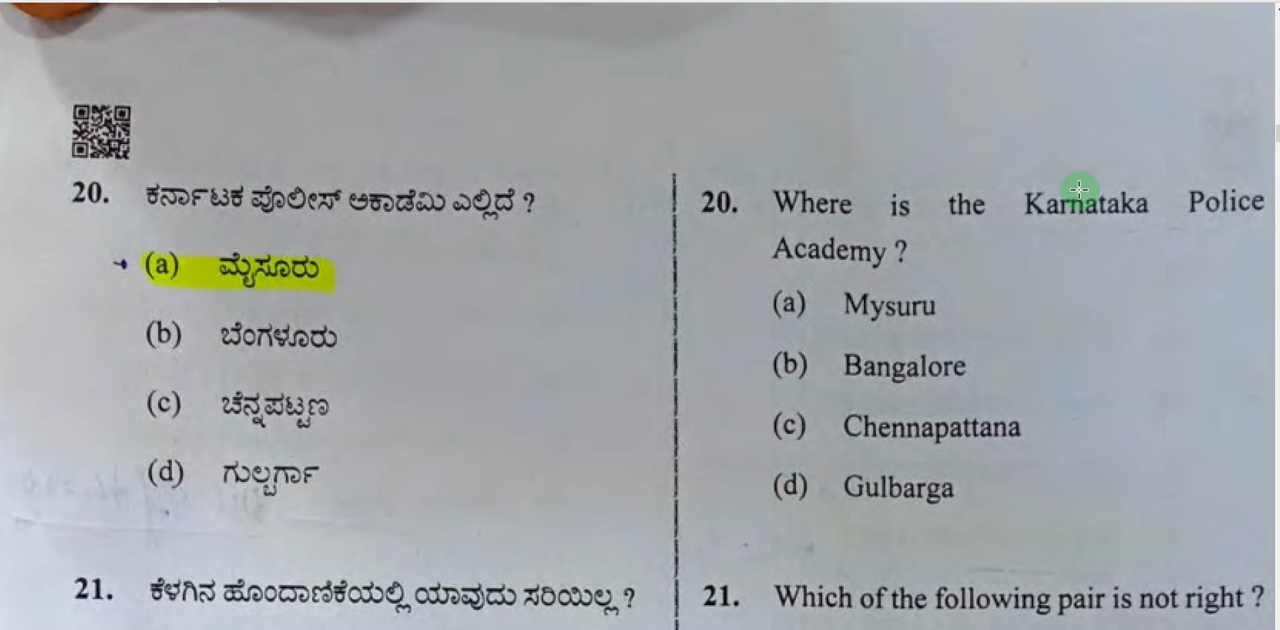 20. ಕರ್ನಾಟಕ ಪೊಲೀಸ್ ಅಕಾಡೆಮಿ ಎಲ್ಲಿದೆ ?
(a) ಮೈಸೂರು
(b) ಬೆಂಗಳೂರು
(c) ಚೆನ್ನಪಟ್ಟಣ
(d) ಗುಲ್ಬರ್ಗಾ
21. ಕೆಳಗಿನ ಹೊಂದಾಣಿಕೆಯಲ್ಲಿ ಯಾವುದು ಸರಿಯಿಲ್ಲ ?
20. Where is the Karnataka Police
Academy ?
(a) Mysuru
(b) Bangalore
(c) Chennapattana
(d) Gulbarga
21. Which of the following pair is not right ?